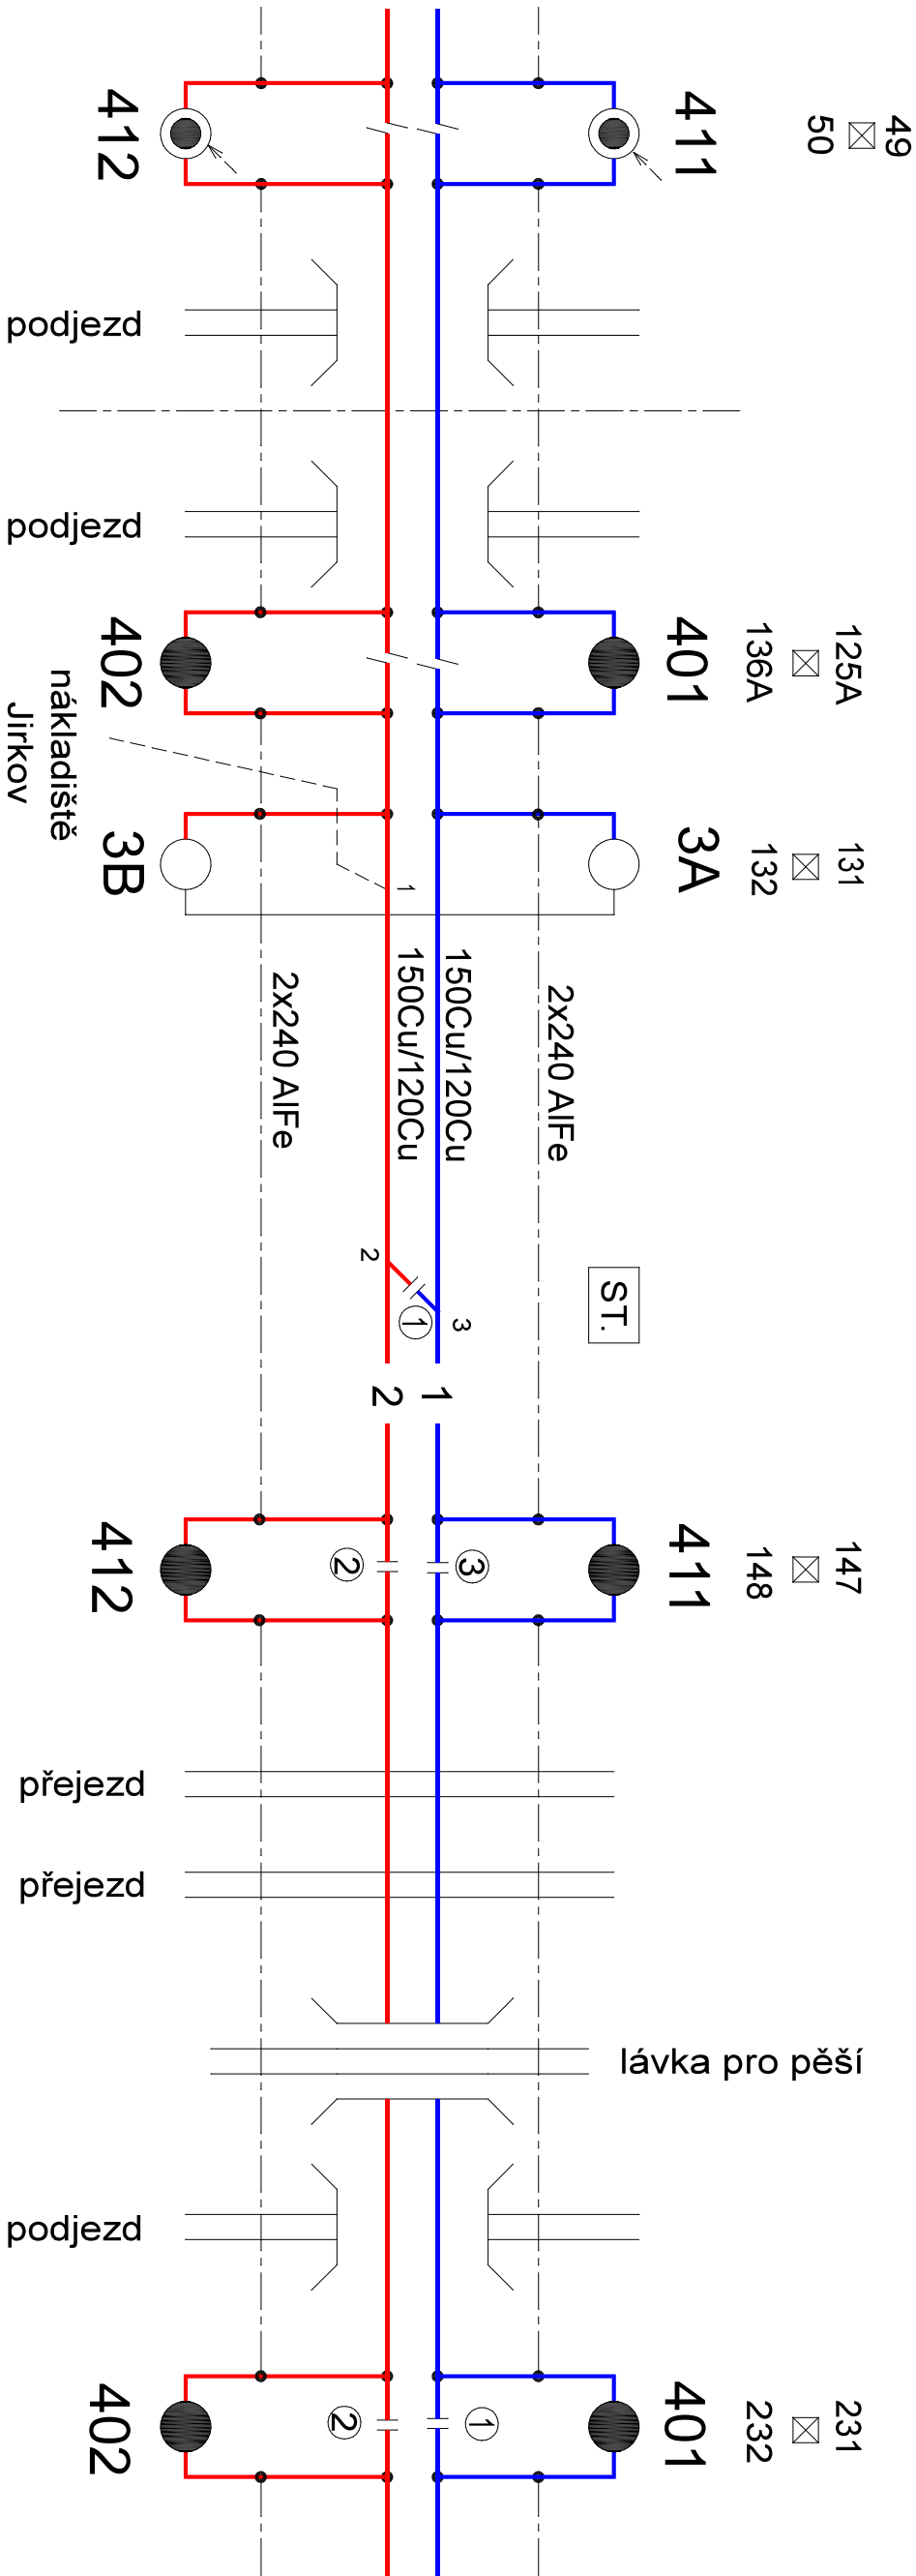 49
50
411
412
podjezd
podjezd
125A
136A
401
402
nákladiště
Jirkov
131
132
3A
3B
1
2x240 AlFe
150Cu/120Cu
150Cu/120Cu
2x240 AlFe
ST.
2
1
3
1
2
147
148
411
3
2
412
přejezd
přejezd
lávka pro pěší
podjezd
231
232
401
1
2
402